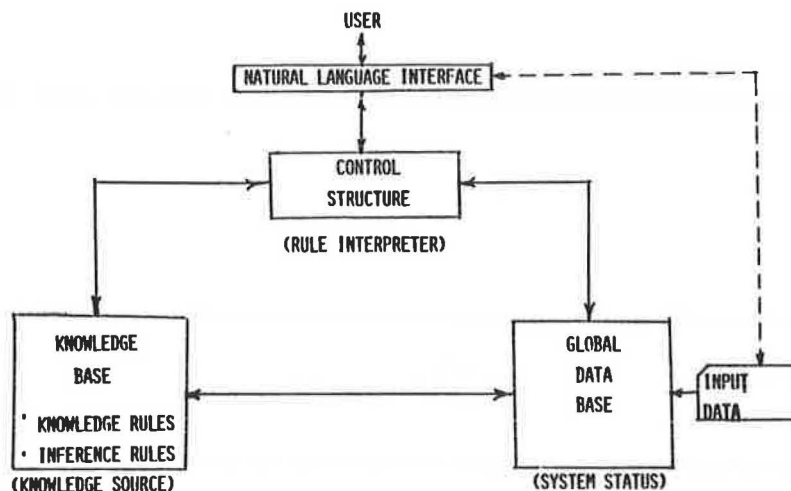 USER
NATURAL LANGUAGE INTERFACE
CONTROL
STRUCTURE
(RULE INTERPRETER)
KNOWLEDGE
BASE
• KNOWLEDGE RULES
• INFERENCE RULES
(KNOWLEDGE SOURCE)
GLOBAL
DATA
BASE
(SYSTEM STATUS)
INPUT
DATA